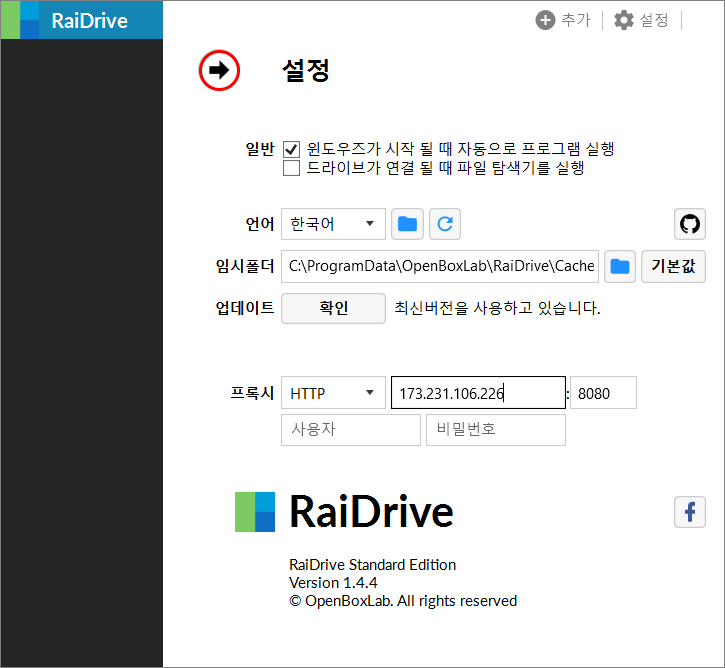 RaiDrive
추가
설정
설정
일반
윈도우즈가 시작 될 때 자동으로 프로그램 실행
드라이브가 연결 될 때 파일 탐색기를 실행
언어 한국어
임시폴더 C:\ProgramData\OpenBoxLab\RaiDrive\Cache 기본값
업데이트 확인 최신버전을 사용하고 있습니다.
프록시 HTTP 173.231.106.226 : 8080
사용자 비밀번호
RaiDrive
RaiDrive Standard Edition
Version 1.4.4
© OpenBoxLab. All rights reserved